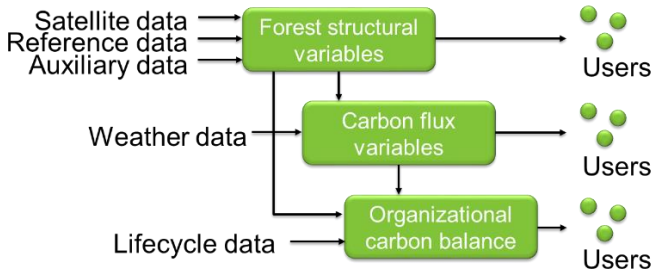 Satellite data
Reference data
Auxiliary data
Forest structural
variables
Users
Weather data
Carbon flux
variables
Users
Lifecycle data
Organizational
carbon balance
Users